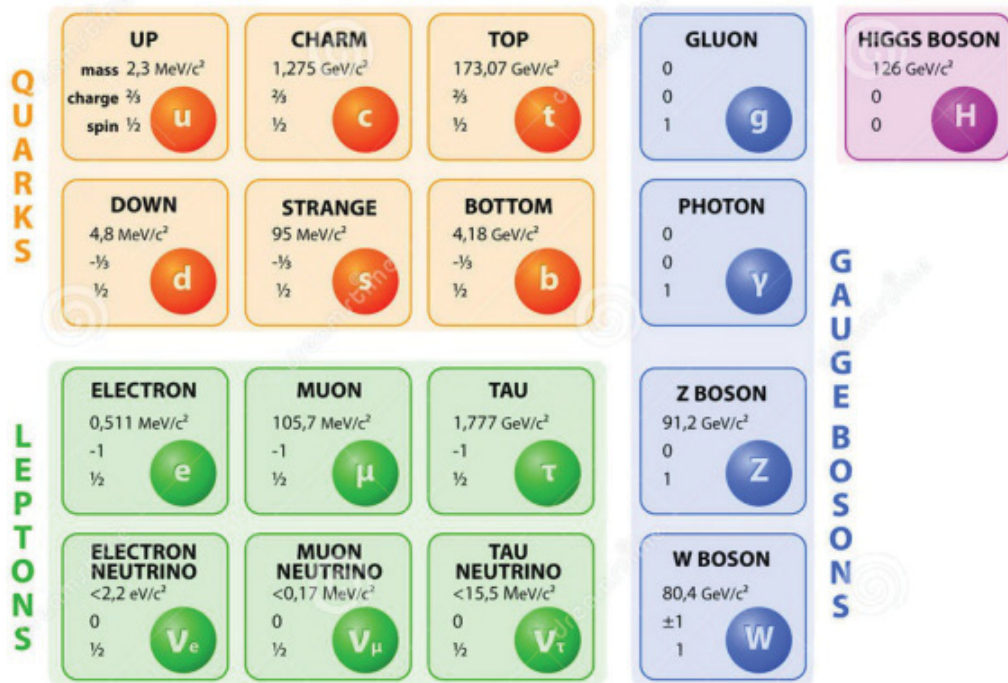 QUARKS
UP
mass 2,3 MeV/c²
charge ⅔
spin ½
u
CHARM
1,275 GeV/c²
⅔
½
c
TOP
173,07 GeV/c²
⅔
½
t
DOWN
4,8 MeV/c²
-⅓
½
d
STRANGE
95 MeV/c²
-⅓
½
s
BOTTOM
4,18 GeV/c²
-⅓
½
b
LEPTONS
ELECTRON
0,511 MeV/c²
-1
½
e
MUON
105,7 MeV/c²
-1
½
μ
TAU
1,777 GeV/c²
-1
½
τ
ELECTRON
NEUTRINO
<2,2 eV/c²
0
½
νe
MUON
NEUTRINO
<0,17 MeV/c²
0
½
νμ
TAU
NEUTRINO
<15,5 MeV/c²
0
½
ντ
GLUON
0
0
1
g
PHOTON
0
0
1
γ
Z BOSON
91,2 GeV/c²
0
1
Z
W BOSON
80,4 GeV/c²
±1
1
W
GAUGE BOSONS
HIGGS BOSON
126 GeV/c²
0
0
H